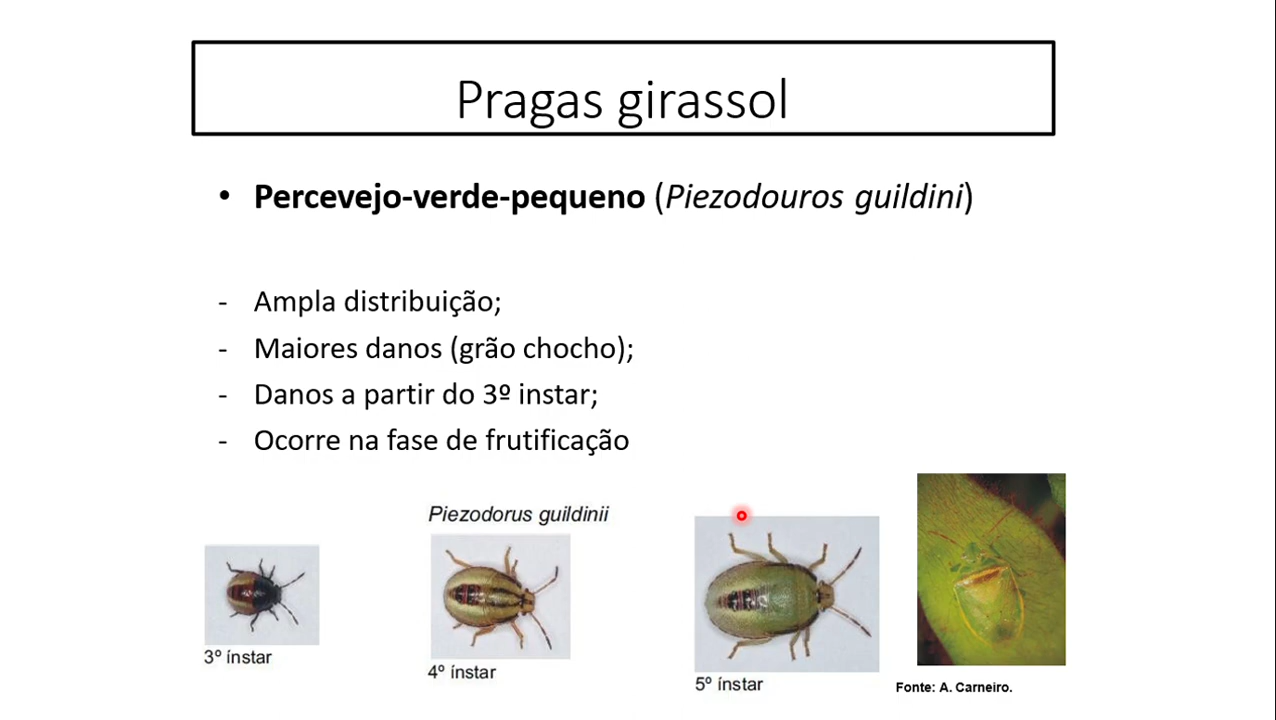 Pragas girassol
• Percevejo-verde-pequeno (Piezodouros guildini)
- Ampla distribuição;
- Maiores danos (grão chocho);
- Danos a partir do 3º instar;
- Ocorre na fase de frutificação
Piezodorus guildinii
3º ínstar
4º ínstar
5º ínstar
Fonte: A. Carneiro.